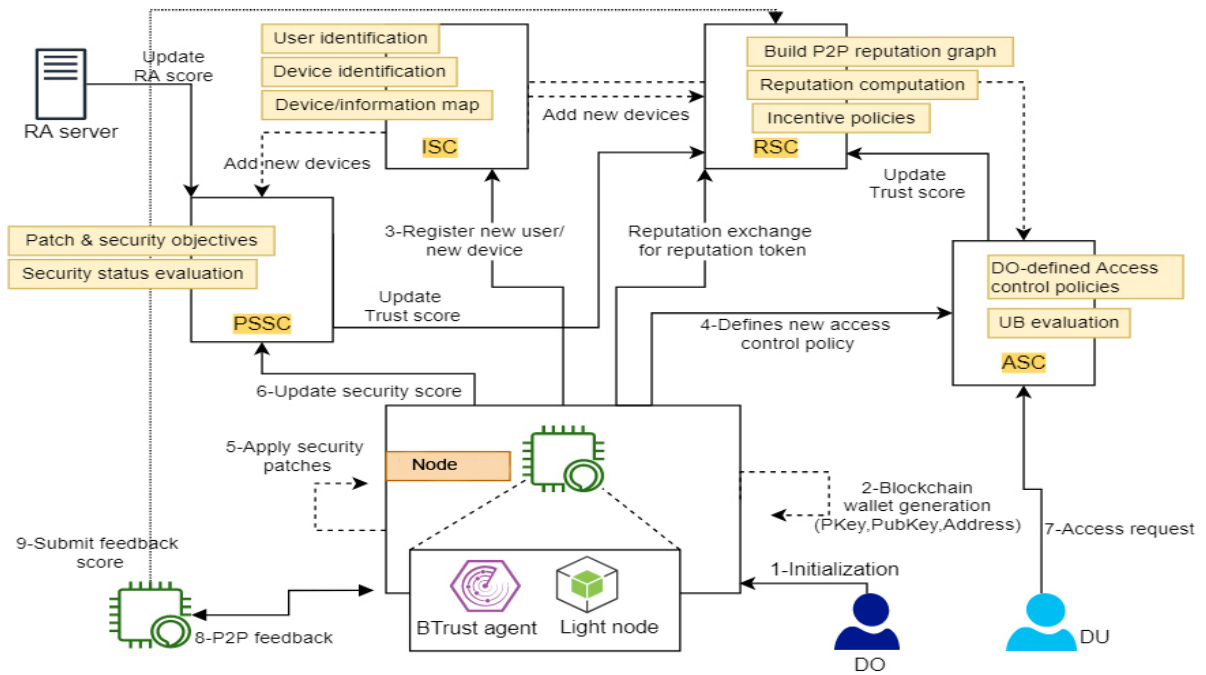 User identification
Device identification
Device/information map
ISC
Build P2P reputation graph
Reputation computation
Incentive policies
RSC
Update
RA score
RA server
Add new devices
Add new devices
Update
Trust score
Patch & security objectives
Security status evaluation
PSSC
3-Register new user/
new device
Reputation exchange
for reputation token
DO-defined Access
control policies
UB evaluation
ASC
Update
Trust score
4-Defines new access
control policy
6-Update security score
5-Apply security
patches
Node
2-Blockchain
wallet generation
(PKey,PubKey,Address)
7-Access request
9-Submit feedback
score
1-Initialization
BTrust agent
Light node
8-P2P feedback
DO
DU